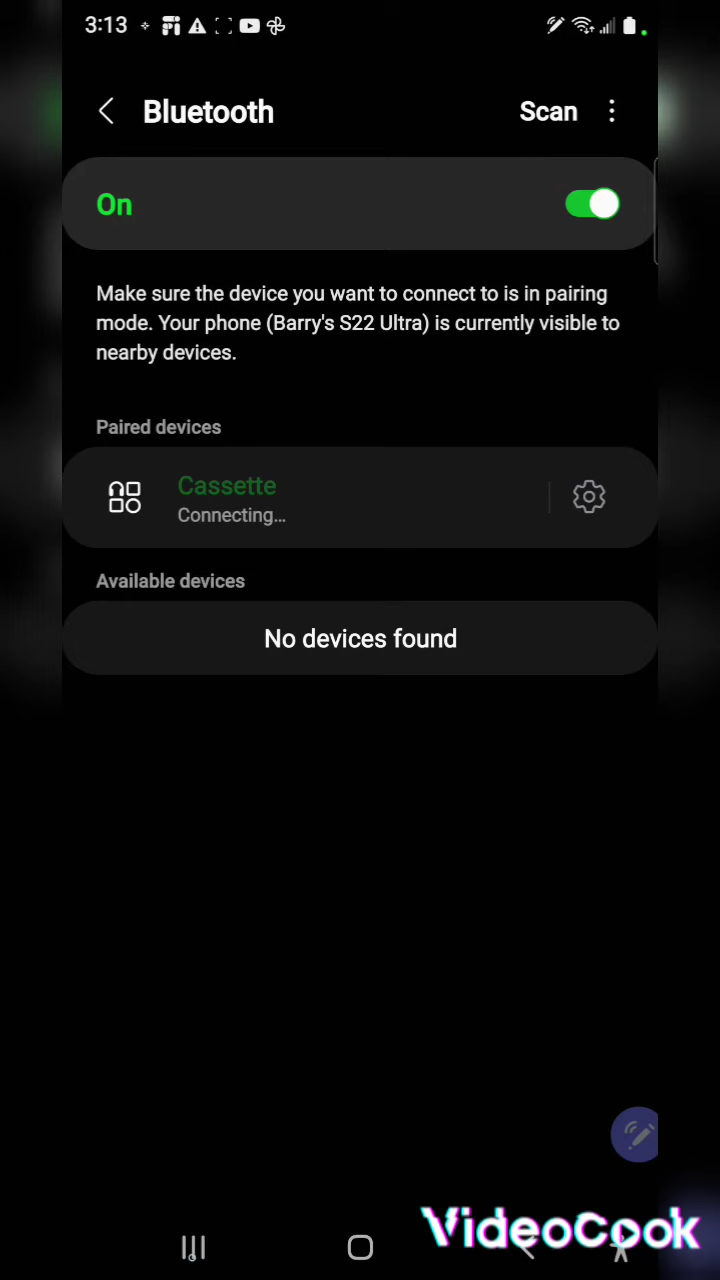 3:13
Bluetooth
Scan
On
Make sure the device you want to connect to is in pairing
mode. Your phone (Barry's S22 Ultra) is currently visible to
nearby devices.
Paired devices
Cassette
Connecting...
Available devices
No devices found
VideoCook